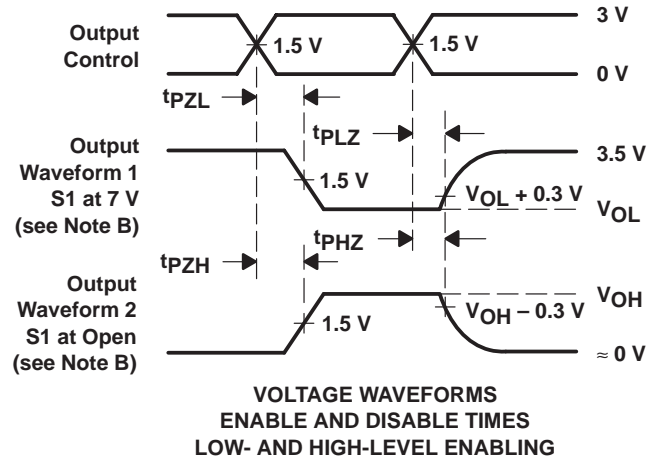 Output
Control
1.5 V
1.5 V
3 V
0 V
tPZL
tPLZ
Output
Waveform 1
S1 at 7 V
(see Note B)
1.5 V
3.5 V
VOL + 0.3 V
VOL
tPZH
tPHZ
Output
Waveform 2
S1 at Open
(see Note B)
1.5 V
VOH
VOH – 0.3 V
≈ 0 V
VOLTAGE WAVEFORMS
ENABLE AND DISABLE TIMES
LOW- AND HIGH-LEVEL ENABLING